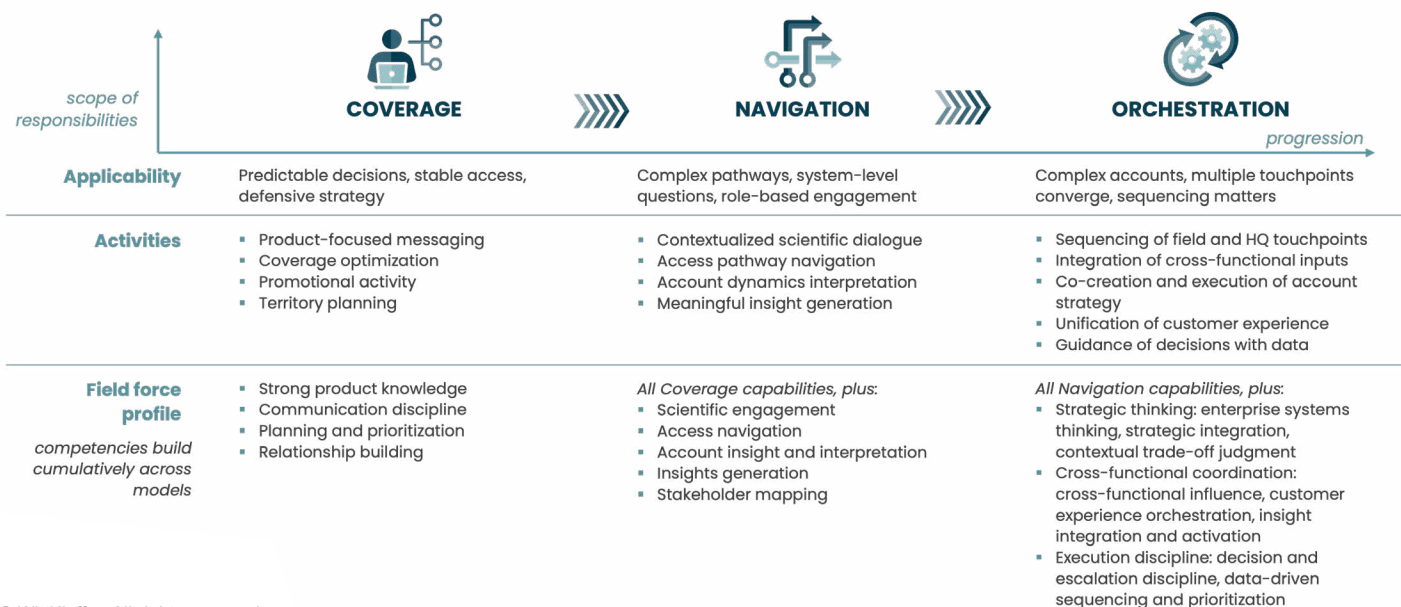 COVERAGE
NAVIGATION
ORCHESTRATION
scope of
responsibilities
progression
Applicability
Predictable decisions, stable access,
defensive strategy
Complex pathways, system-level
questions, role-based engagement
Complex accounts, multiple touchpoints
converge, sequencing matters
Activities
▪ Product-focused messaging
▪ Coverage optimization
▪ Promotional activity
▪ Territory planning
▪ Contextualized scientific dialogue
▪ Access pathway navigation
▪ Account dynamics interpretation
▪ Meaningful insight generation
▪ Sequencing of field and HQ touchpoints
▪ Integration of cross-functional inputs
▪ Co-creation and execution of account
strategy
▪ Unification of customer experience
▪ Guidance of decisions with data
Field force
profile
competencies build
cumulatively across
models
▪ Strong product knowledge
▪ Communication discipline
▪ Planning and prioritization
▪ Relationship building
All Coverage capabilities, plus:
▪ Scientific engagement
▪ Access navigation
▪ Account insight and interpretation
▪ Insights generation
▪ Stakeholder mapping
All Navigation capabilities, plus:
▪ Strategic thinking: enterprise systems
thinking, strategic integration,
contextual trade-off judgment
▪ Cross-functional coordination:
cross-functional influence, customer
experience orchestration, insight
integration and activation
▪ Execution discipline: decision and
escalation discipline, data-driven
sequencing and prioritization